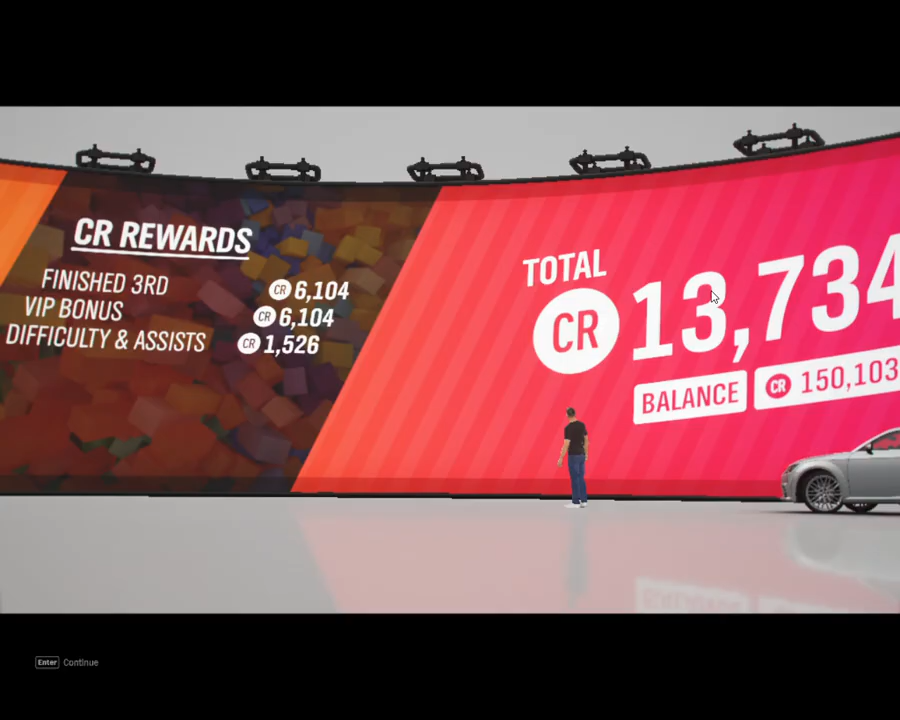 CR REWARDS
FINISHED 3RD CR 6,104
VIP BONUS CR 6,104
DIFFICULTY & ASSISTS CR 1,526
TOTAL
CR 13,734
BALANCE CR 150,103
Enter Continue